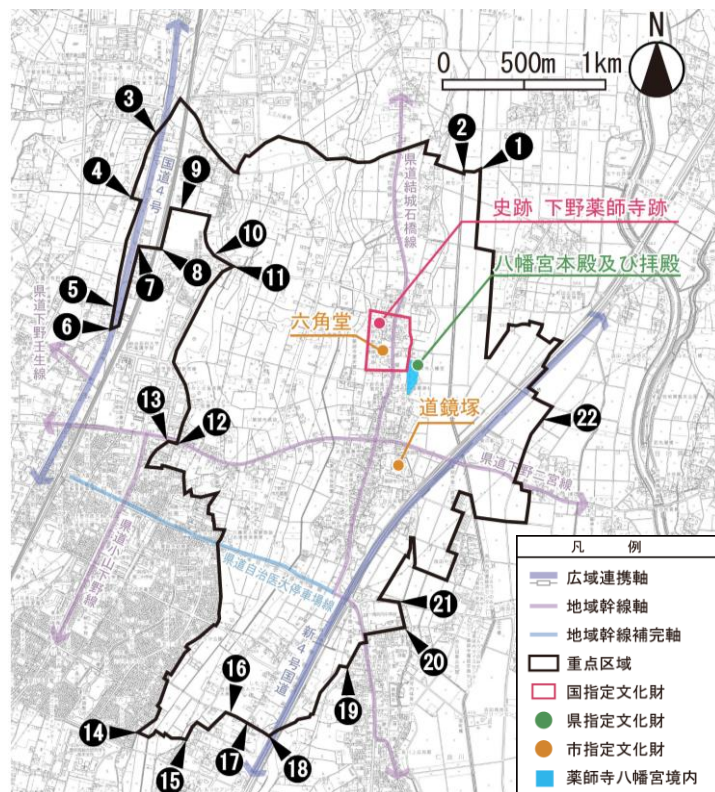 N
0 500m 1km
3
2
1
国道4号
県道結城石橋線
4
9
史跡 下野薬師寺跡
10
八幡宮本殿及び拝殿
11
8
7
5
6
六角堂
県道下野壬生線
道鏡塚
22
13
12
県道下野二宮線
県道小山下野線
県道自治医大停車場線
新4号国道
21
20
16
19
14
15
17
18
凡 例
広域連携軸
地域幹線軸
地域幹線補完軸
重点区域
国指定文化財
県指定文化財
市指定文化財
薬師寺八幡宮境内